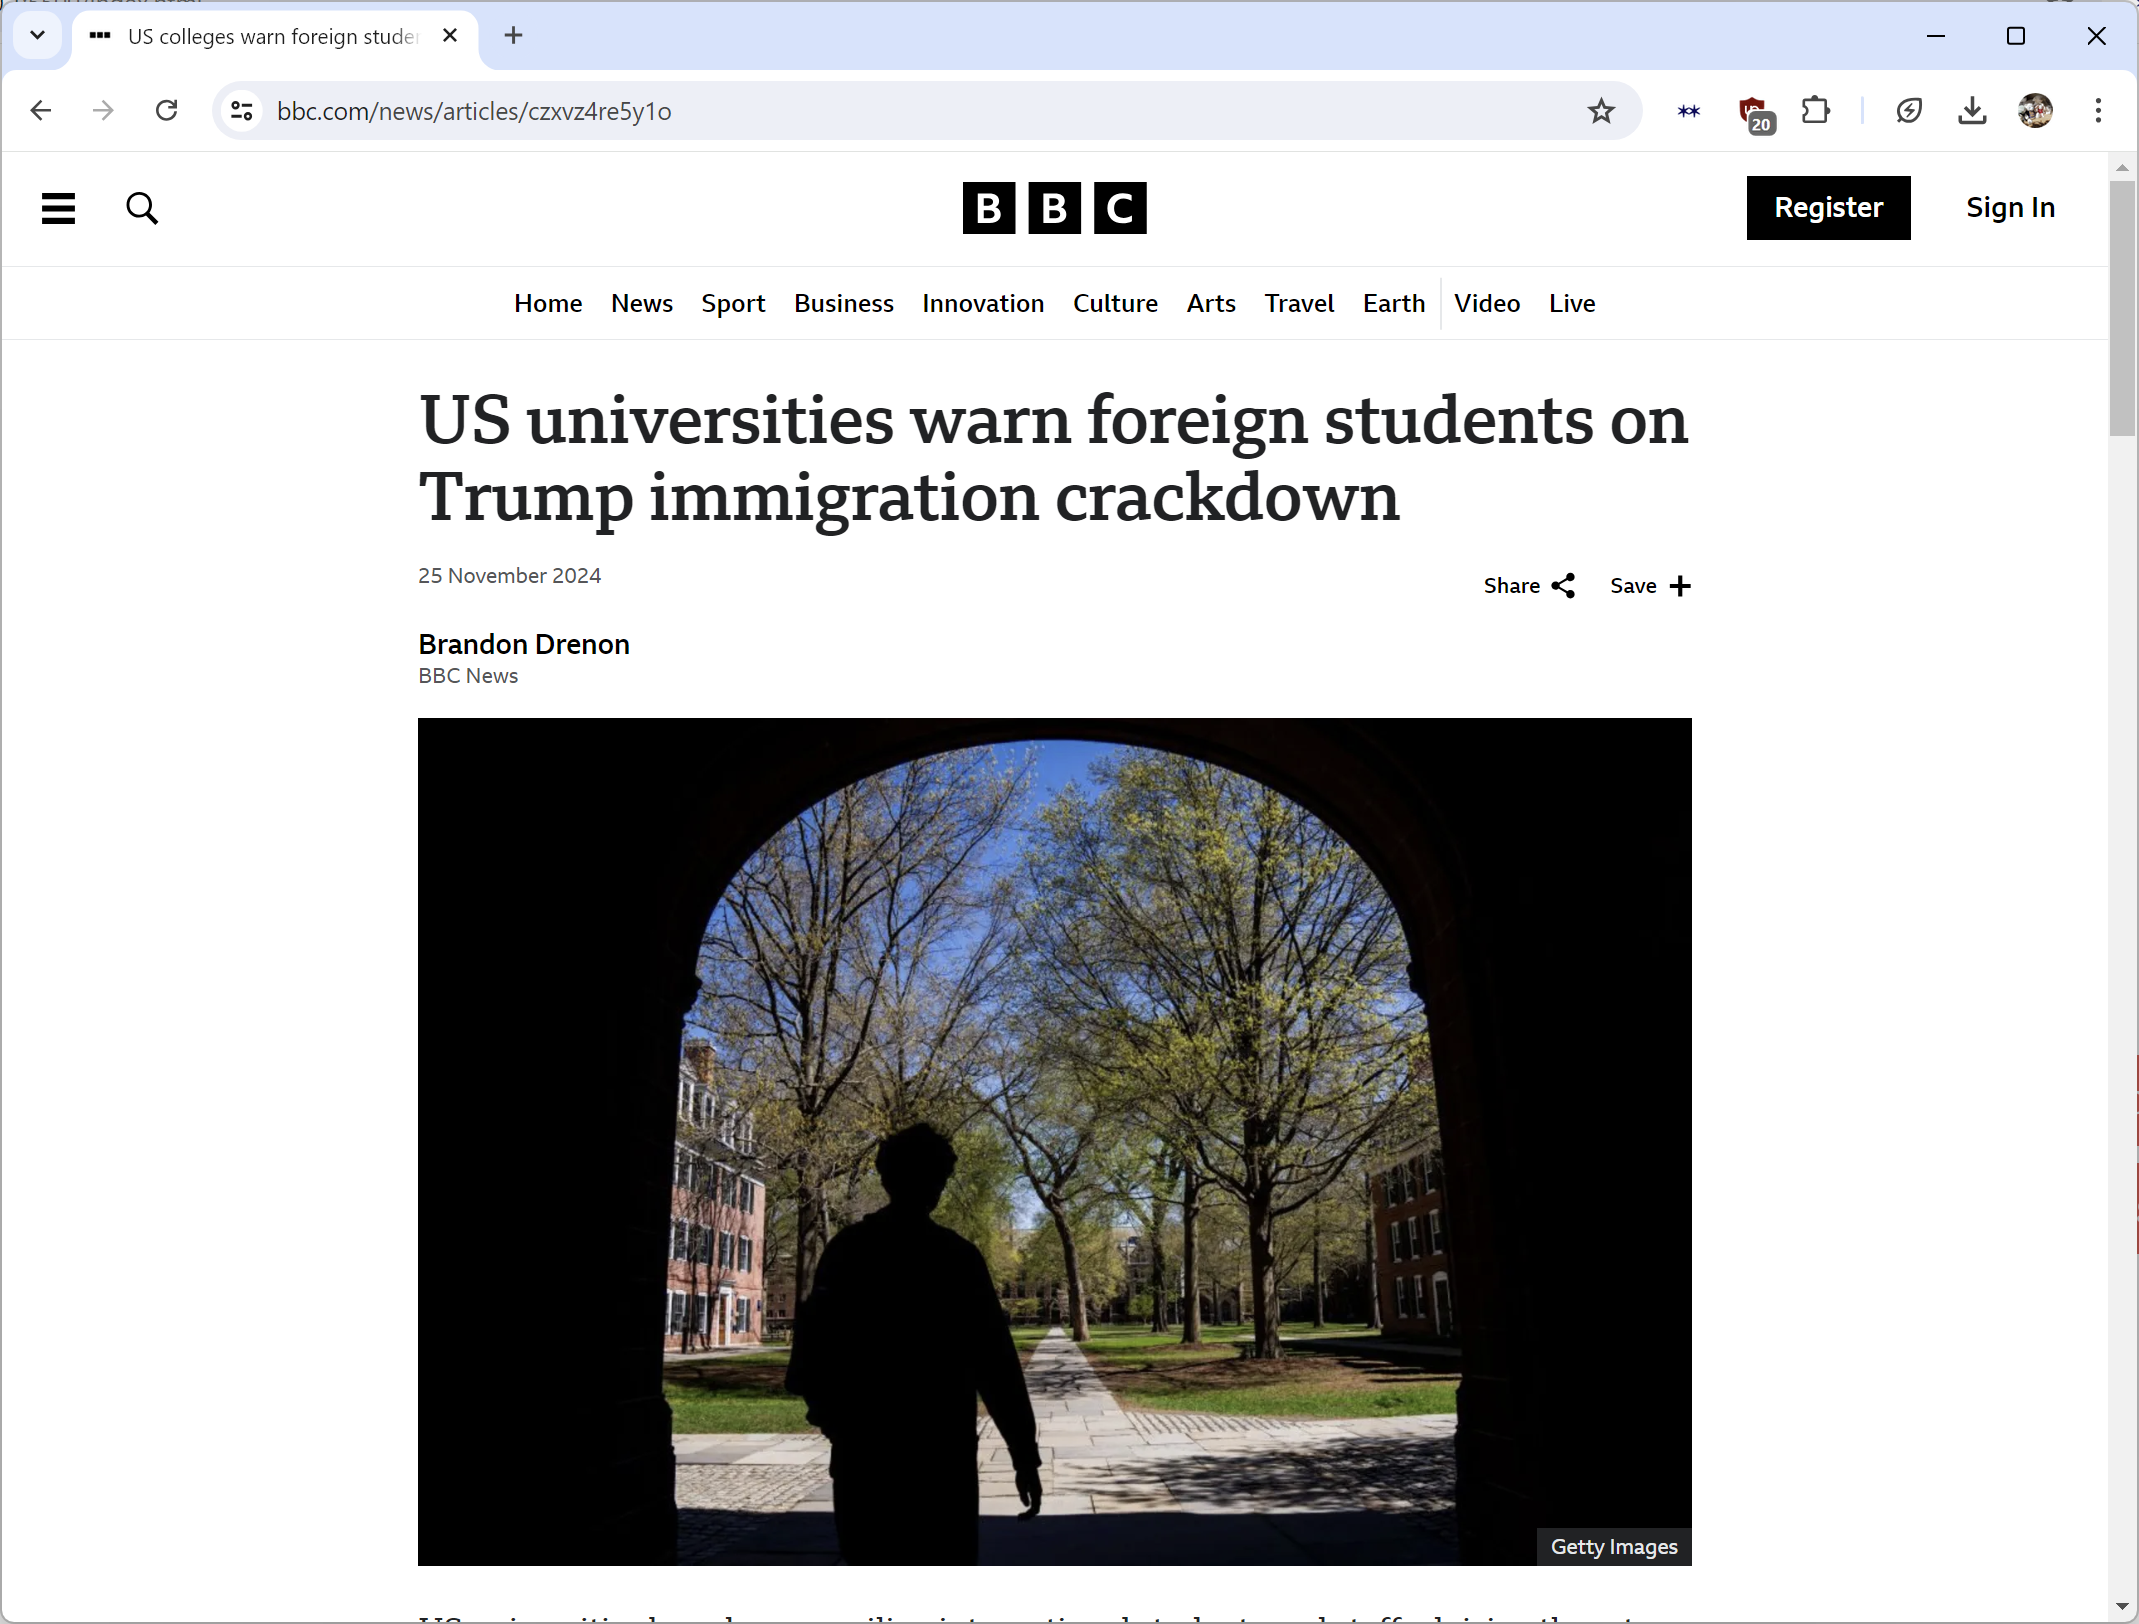 US colleges warn foreign studen
bbc.com/news/articles/czxvz4re5y1o
20
BBC
Register
Sign In
Home News Sport Business Innovation Culture Arts Travel Earth Video Live
US universities warn foreign students on
Trump immigration crackdown
25 November 2024
Share
Save
Brandon Drenon
BBC News
Getty Images